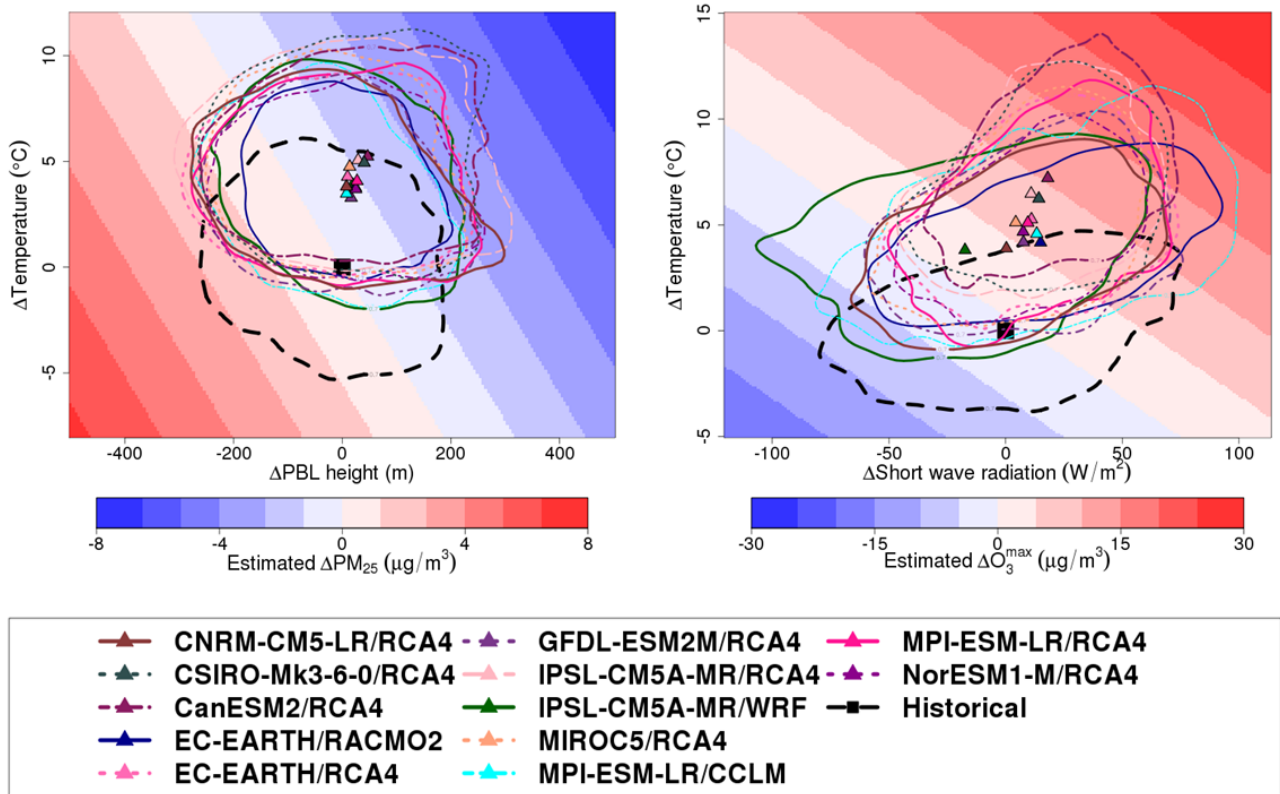 10
5
0
-5
ΔTemperature (°C)
-400 -200 0 200 400
ΔPBL height (m)
-8 -4 0 4 8
Estimated ΔPM25 (μg/m³)
15
10
5
0
-5
ΔTemperature (°C)
-100 -50 0 50 100
ΔShort wave radiation (W/m²)
-30 -15 0 15 30
Estimated ΔO₃max (μg/m³)
CNRM-CM5-LR/RCA4
CSIRO-Mk3-6-0/RCA4
CanESM2/RCA4
EC-EARTH/RACMO2
EC-EARTH/RCA4
GFDL-ESM2M/RCA4
IPSL-CM5A-MR/RCA4
IPSL-CM5A-MR/WRF
MIROC5/RCA4
MPI-ESM-LR/CCLM
MPI-ESM-LR/RCA4
NorESM1-M/RCA4
Historical